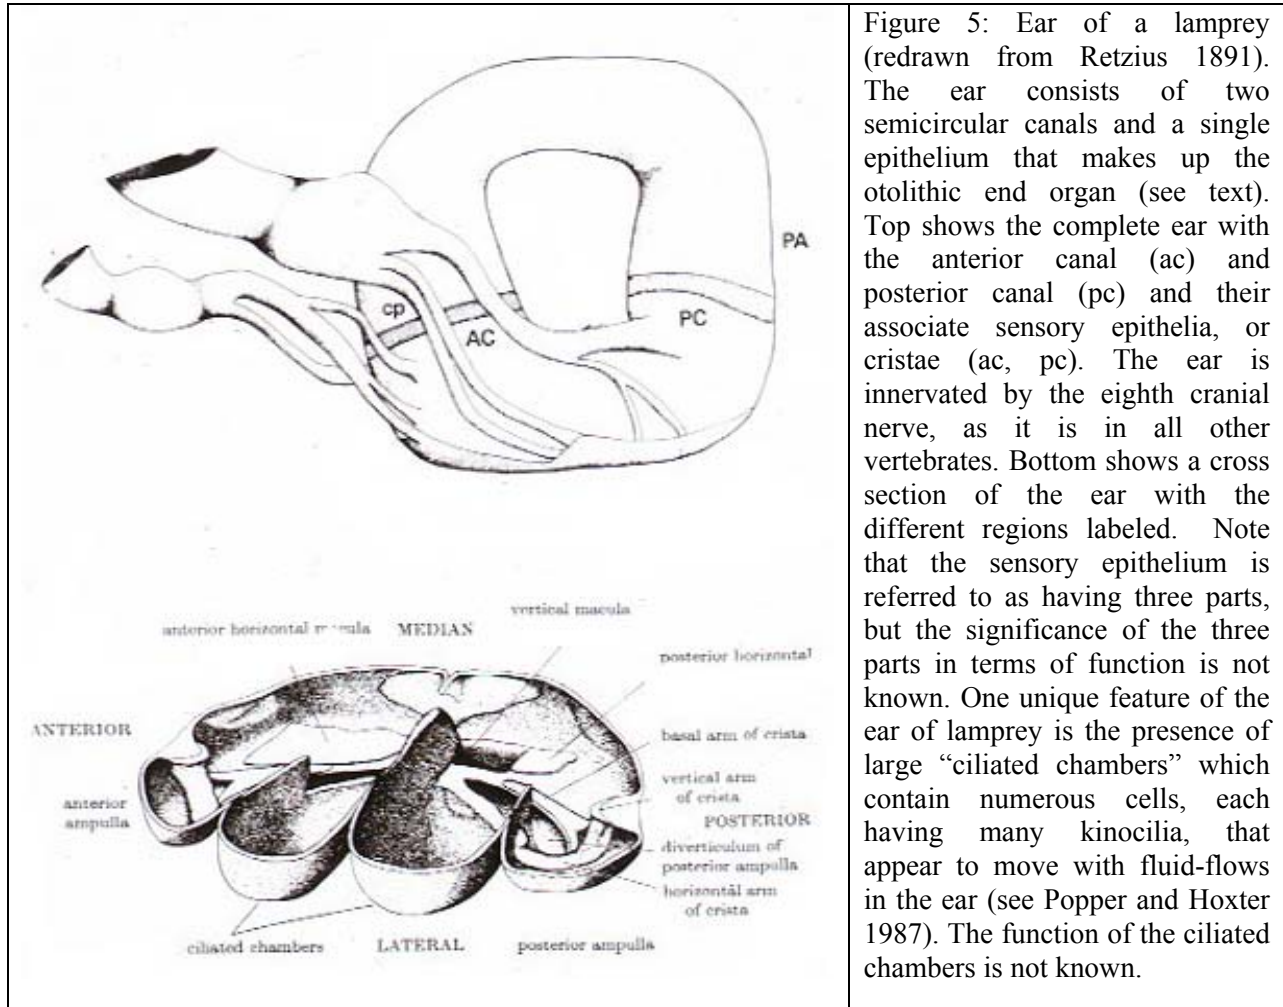 PA
cp
PC
AC
vertical macula
anterior horizontal macula MEDIAN
posterior horizontal
ANTERIOR
basal arm of crista
vertical arm
of crista
anterior
ampulla
POSTERIOR
diverticulum of
posterior ampulla
horizontal arm
of crista
ciliated chambers
LATERAL
posterior ampulla
Figure 5: Ear of a lamprey
(redrawn from Retzius 1891).
The ear consists of two
semicircular canals and a single
epithelium that makes up the
otolithic end organ (see text).
Top shows the complete ear with
the anterior canal (ac) and
posterior canal (pc) and their
associate sensory epithelia, or
cristae (ac, pc). The ear is
innervated by the eighth cranial
nerve, as it is in all other
vertebrates. Bottom shows a cross
section of the ear with the
different regions labeled. Note
that the sensory epithelium is
referred to as having three parts,
but the significance of the three
parts in terms of function is not
known. One unique feature of the
ear of lamprey is the presence of
large “ciliated chambers” which
contain numerous cells, each
having many kinocilia, that
appear to move with fluid-flows
in the ear (see Popper and Hoxter
1987). The function of the ciliated
chambers is not known.